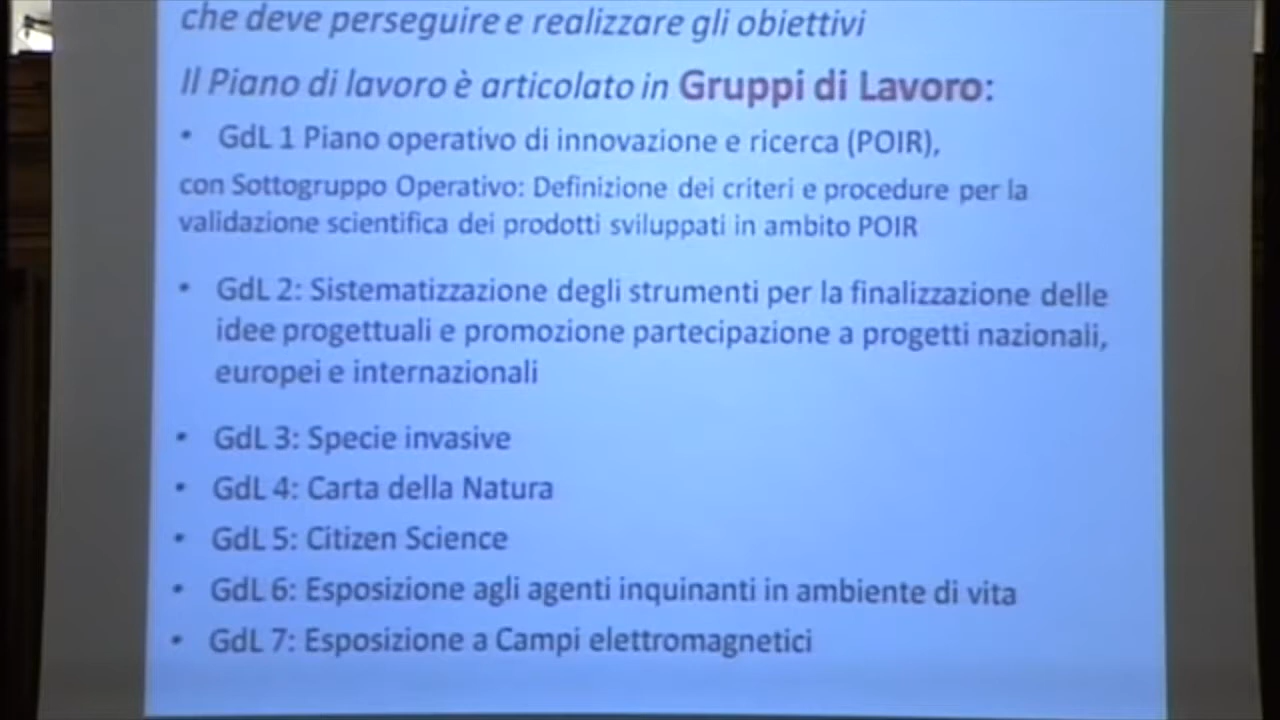 che deve perseguire e realizzare gli obiettivi
Il Piano di lavoro è articolato in Gruppi di Lavoro:
• GdL 1 Piano operativo di innovazione e ricerca (POIR),
con Sottogruppo Operativo: Definizione dei criteri e procedure per la
validazione scientifica dei prodotti sviluppati in ambito POIR
• GdL 2: Sistematizzazione degli strumenti per la finalizzazione delle
idee progettuali e promozione partecipazione a progetti nazionali,
europei e internazionali
• GdL 3: Specie invasive
• GdL 4: Carta della Natura
• GdL 5: Citizen Science
• GdL 6: Esposizione agli agenti inquinanti in ambiente di vita
• GdL 7: Esposizione a Campi elettromagnetici